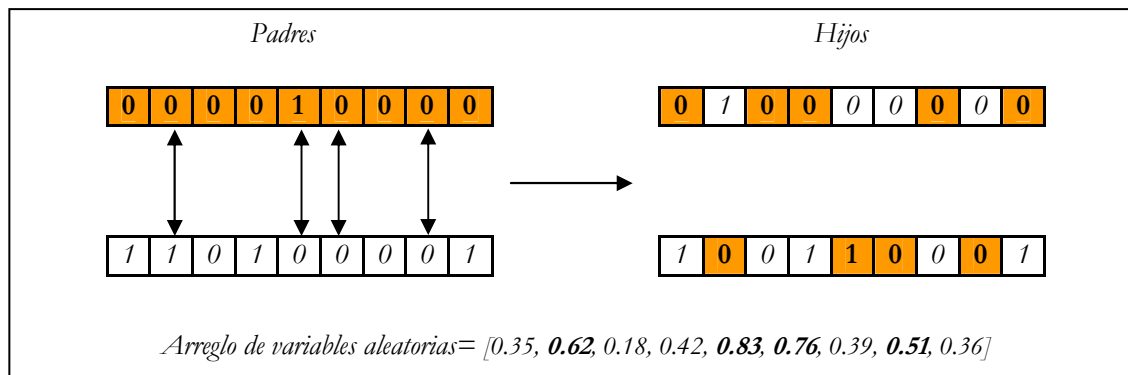 Padres Hijos
0 0 0 0 1 0 0 0 0 0 1 0 0 0 0 0 0 0
1 1 0 1 0 0 0 0 1 1 0 0 1 1 0 0 0 1
Arreglo de variables aleatorias= [0.35, 0.62, 0.18, 0.42, 0.83, 0.76, 0.39, 0.51, 0.36]